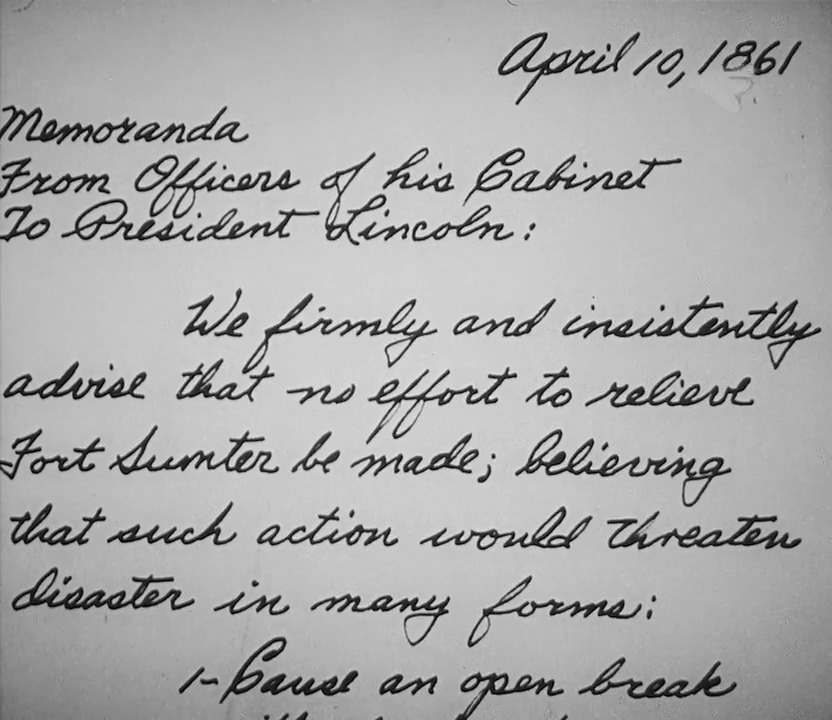 April 10, 1861
Memoranda
From Officers of his Cabinet
To President Lincoln:
We firmly and insistently
advise that no effort to relieve
Fort Sumter be made; believing
that such action would threaten
disaster in many forms:
1-Cause an open break